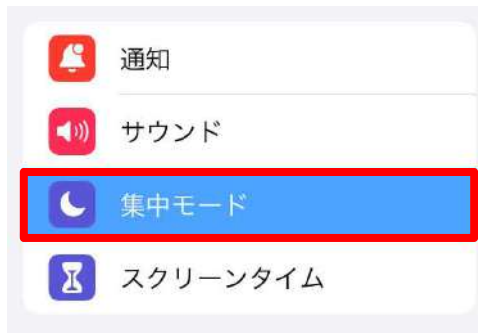 通知
サウンド
集中モード
スクリーンタイム